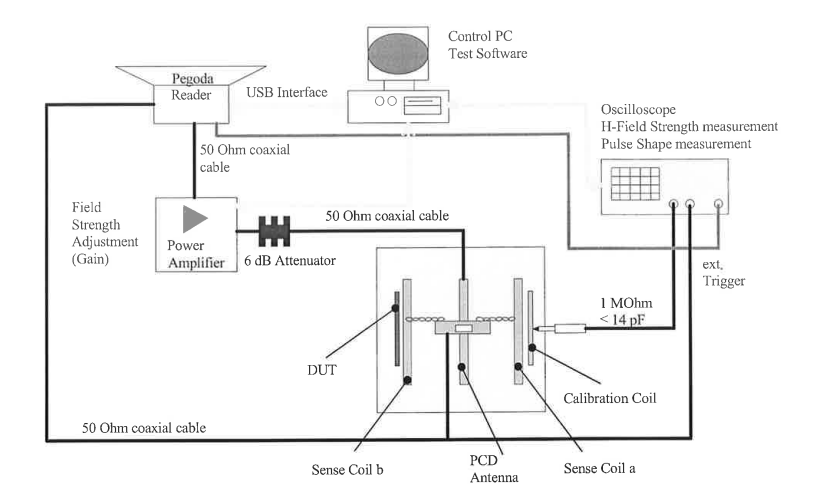 Control PC
Test Software
Pegoda
Reader
USB Interface
Oscilloscope
H-Field Strength measurement
Pulse Shape measurement
50 Ohm coaxial
cable
Field
Strength
Adjustment
(Gain)
Power
Amplifier
50 Ohm coaxial cable
6 dB Attenuator
ext.
Trigger
1 MOhm
< 14 pF
DUT
Calibration Coil
50 Ohm coaxial cable
Sense Coil b
PCD
Antenna
Sense Coil a